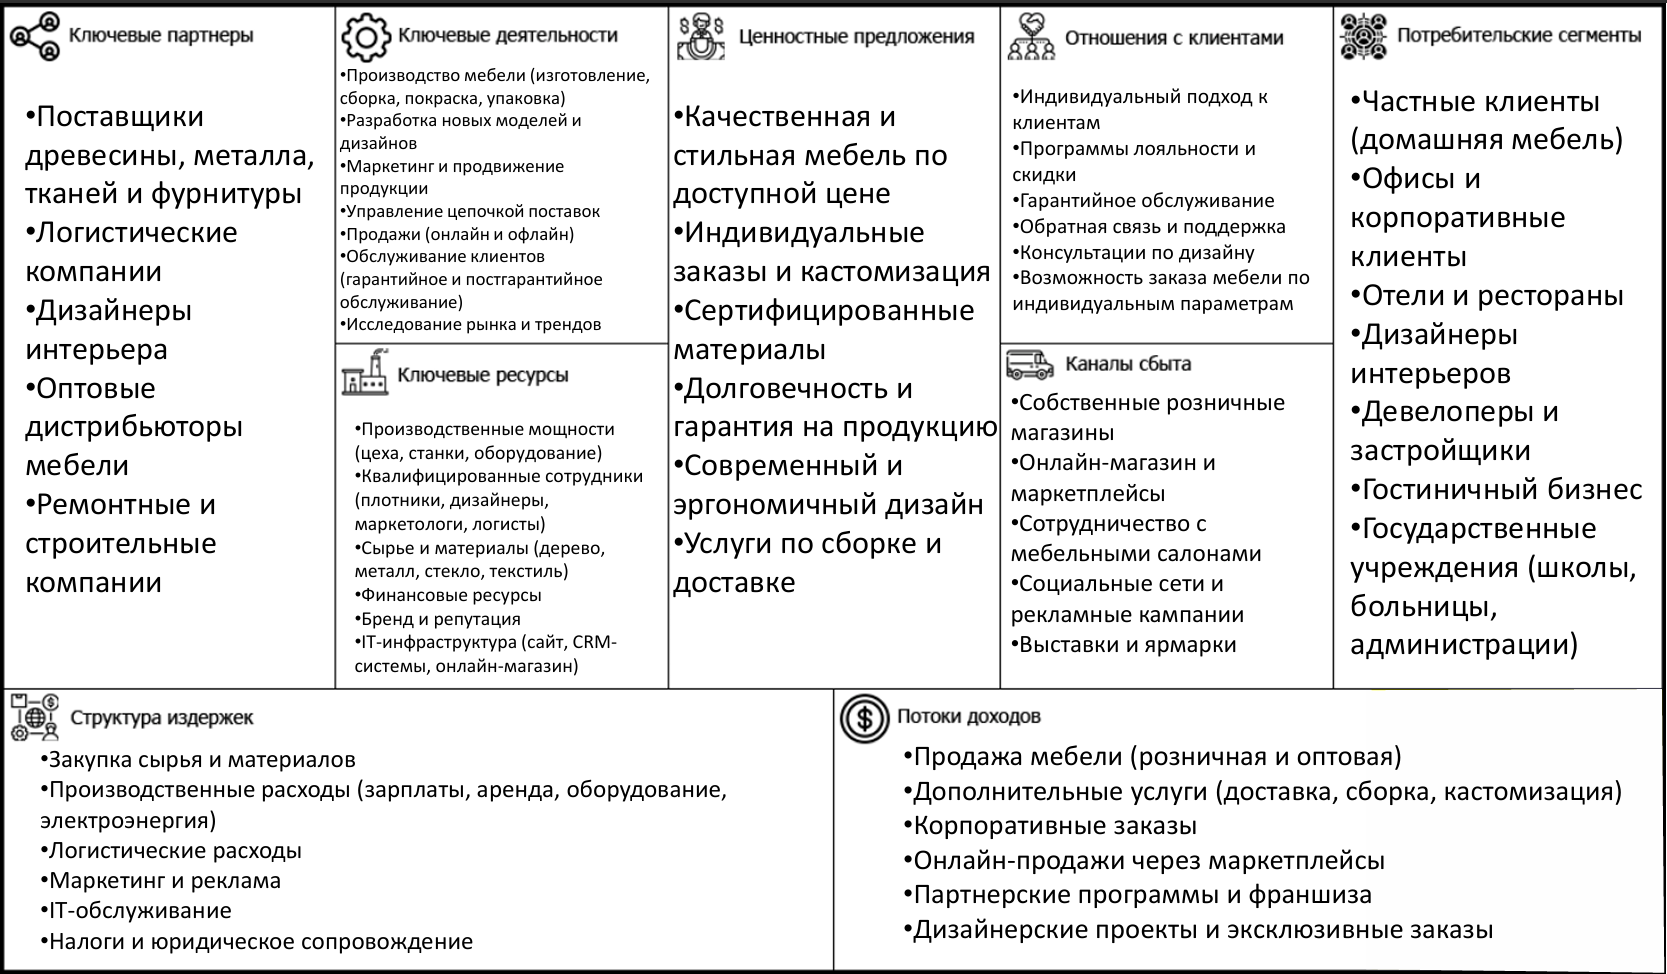 Ключевые партнеры
•Поставщики
древесины, металла,
тканей и фурнитуры
•Логистические
компании
•Дизайнеры
интерьера
•Оптовые
дистрибьюторы
мебели
•Ремонтные и
строительные
компании
Ключевые деятельности
•Производство мебели (изготовление,
сборка, покраска, упаковка)
•Разработка новых моделей и
дизайнов
•Маркетинг и продвижение
продукции
•Управление цепочкой поставок
•Продажи (онлайн и офлайн)
•Обслуживание клиентов
(гарантийное и постгарантийное
обслуживание)
•Исследование рынка и трендов
Ключевые ресурсы
•Производственные мощности
(цеха, станки, оборудование)
•Квалифицированные сотрудники
(плотники, дизайнеры,
маркетологи, логисты)
•Сырье и материалы (дерево,
металл, стекло, текстиль)
•Финансовые ресурсы
•Бренд и репутация
•IT-инфраструктура (сайт, CRM-
системы, онлайн-магазин)
Ценностные предложения
•Качественная и
стильная мебель по
доступной цене
•Индивидуальные
заказы и кастомизация
•Сертифицированные
материалы
•Долговечность и
гарантия на продукцию
•Современный и
эргономичный дизайн
•Услуги по сборке и
доставке
Отношения с клиентами
•Индивидуальный подход к
клиентам
•Программы лояльности и
скидки
•Гарантийное обслуживание
•Обратная связь и поддержка
•Консультации по дизайну
•Возможность заказа мебели по
индивидуальным параметрам
Каналы сбыта
•Собственные розничные
магазины
•Онлайн-магазин и
маркетплейсы
•Сотрудничество с
мебельными салонами
•Социальные сети и
рекламные кампании
•Выставки и ярмарки
Потребительские сегменты
•Частные клиенты
(домашняя мебель)
•Офисы и
корпоративные
клиенты
•Отели и рестораны
•Дизайнеры
интерьеров
•Девелоперы и
застройщики
•Гостиничный бизнес
•Государственные
учреждения (школы,
больницы,
администрации)
Структура издержек
•Закупка сырья и материалов
•Производственные расходы (зарплаты, аренда, оборудование,
электроэнергия)
•Логистические расходы
•Маркетинг и реклама
•IT-обслуживание
•Налоги и юридическое сопровождение
Потоки доходов
•Продажа мебели (розничная и оптовая)
•Дополнительные услуги (доставка, сборка, кастомизация)
•Корпоративные заказы
•Онлайн-продажи через маркетплейсы
•Партнерские программы и франшиза
•Дизайнерские проекты и эксклюзивные заказы